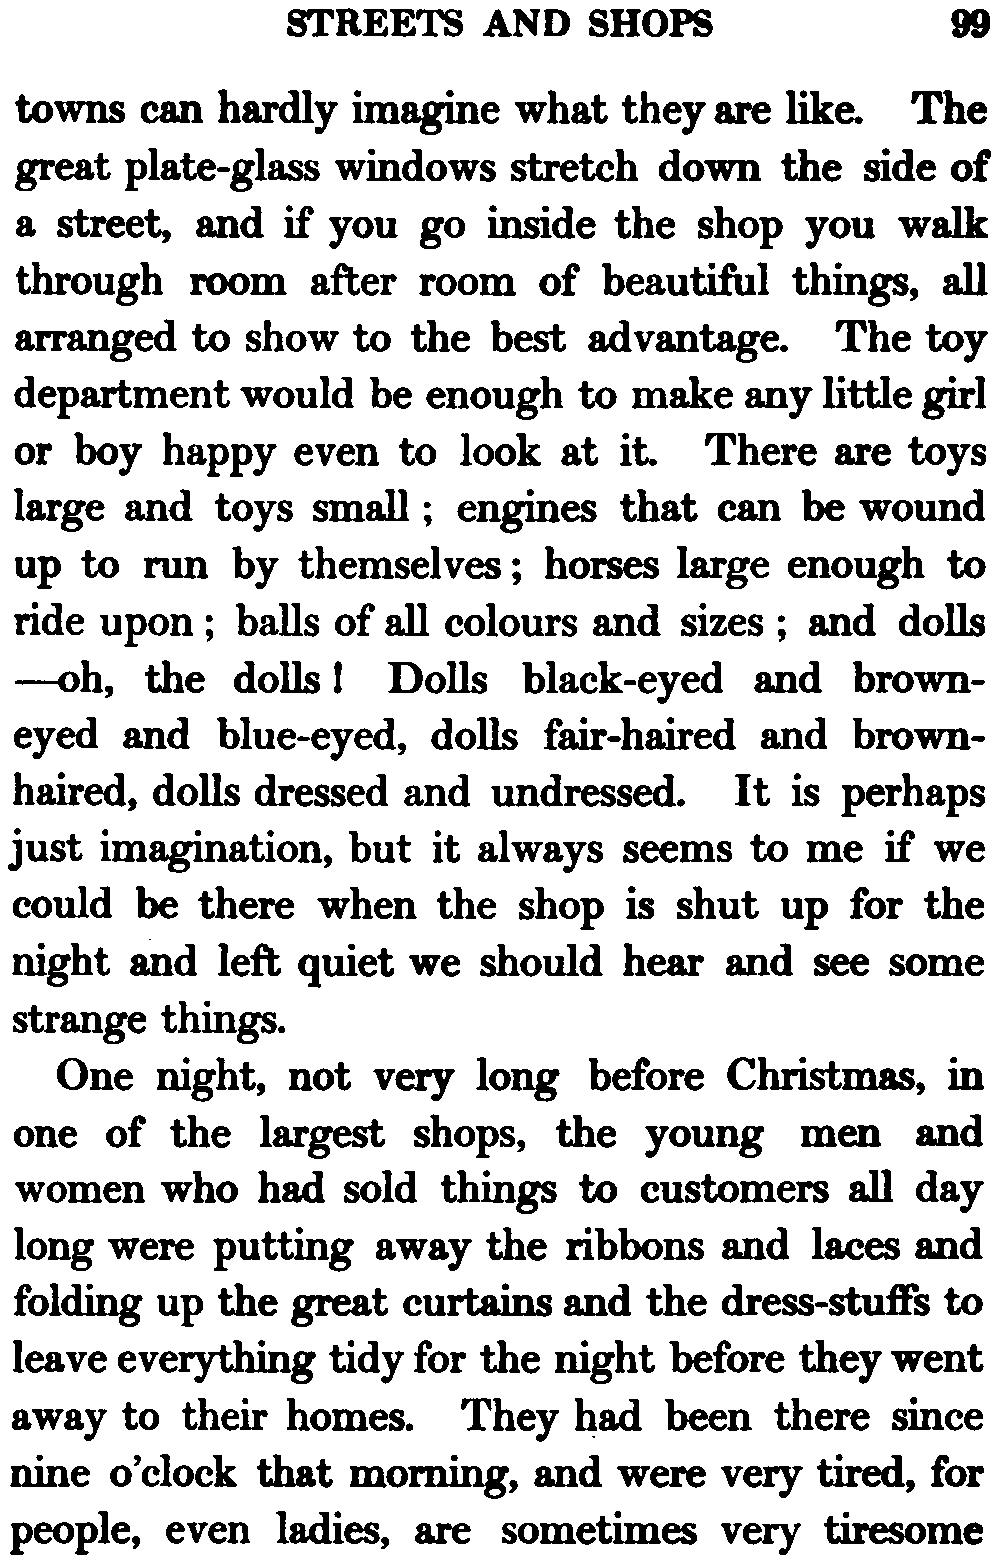 STREETS AND SHOPS 99
towns can hardly imagine what they are like. The
great plate-glass windows stretch down the side of
a street, and if you go inside the shop you walk
through room after room of beautiful things, all
arranged to show to the best advantage. The toy
department would be enough to make any little girl
or boy happy even to look at it. There are toys
large and toys small ; engines that can be wound
up to run by themselves ; horses large enough to
ride upon ; balls of all colours and sizes ; and dolls
—oh, the dolls ! Dolls black-eyed and brown-
eyed and blue-eyed, dolls fair-haired and brown-
haired, dolls dressed and undressed. It is perhaps
just imagination, but it always seems to me if we
could be there when the shop is shut up for the
night and left quiet we should hear and see some
strange things.
One night, not very long before Christmas, in
one of the largest shops, the young men and
women who had sold things to customers all day
long were putting away the ribbons and laces and
folding up the great curtains and the dress-stuffs to
leave everything tidy for the night before they went
away to their homes. They had been there since
nine o'clock that morning, and were very tired, for
people, even ladies, are sometimes very tiresome